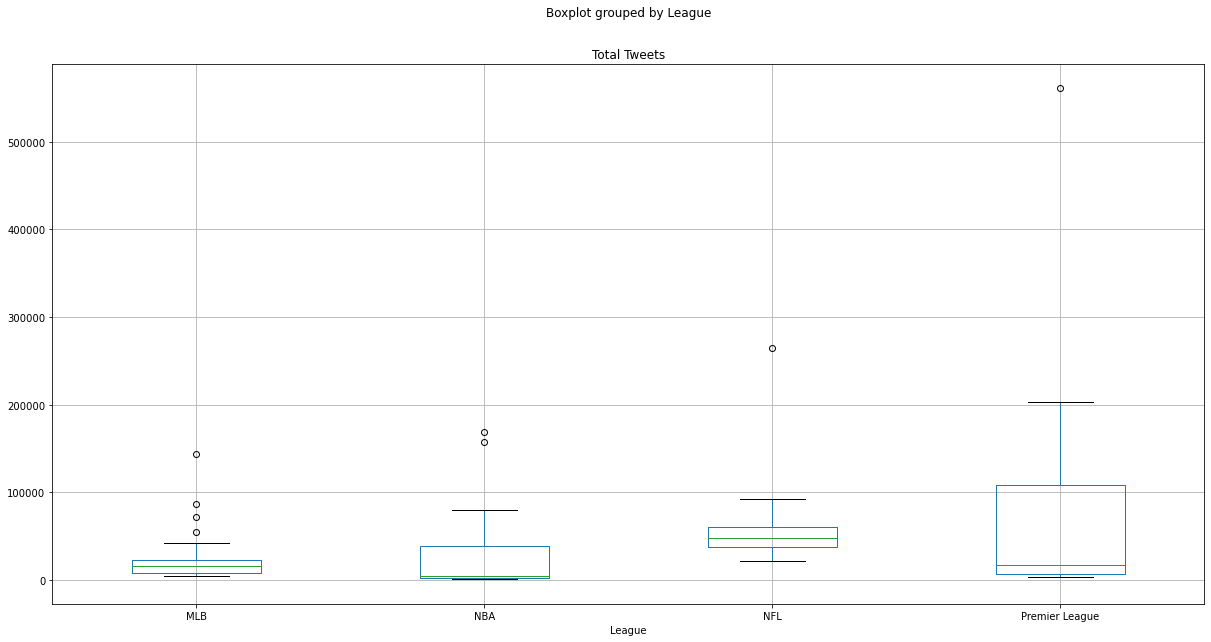 Boxplot grouped by League
Total Tweets
500000
400000
300000
200000
100000
0
MLB NBA NFL Premier League
League